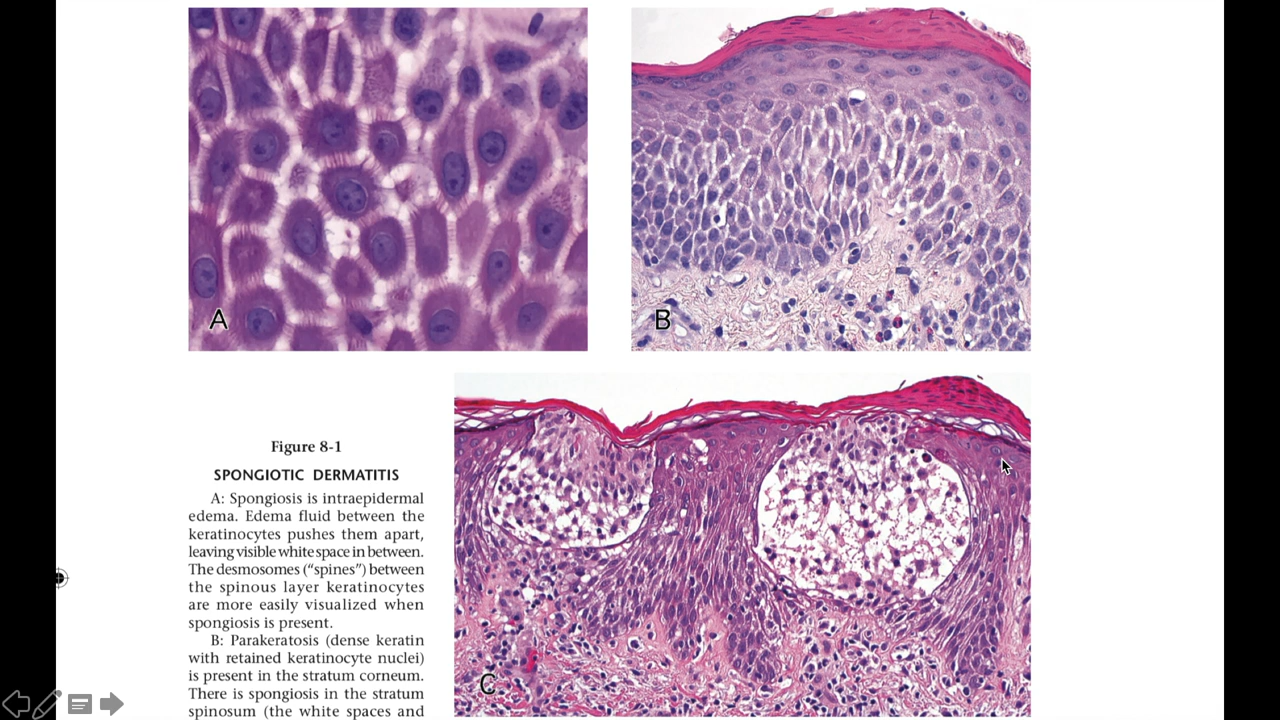 A
B
C
Figure 8-1
SPONGIOTIC DERMATITIS
A: Spongiosis is intraepidermal
edema. Edema fluid between the
keratinocytes pushes them apart,
leaving visible white space in between.
The desmosomes (“spines”) between
the spinous layer keratinocytes
are more easily visualized when
spongiosis is present.
B: Parakeratosis (dense keratin
with retained keratinocyte nuclei)
is present in the stratum corneum.
There is spongiosis in the stratum
spinosum (the white spaces and